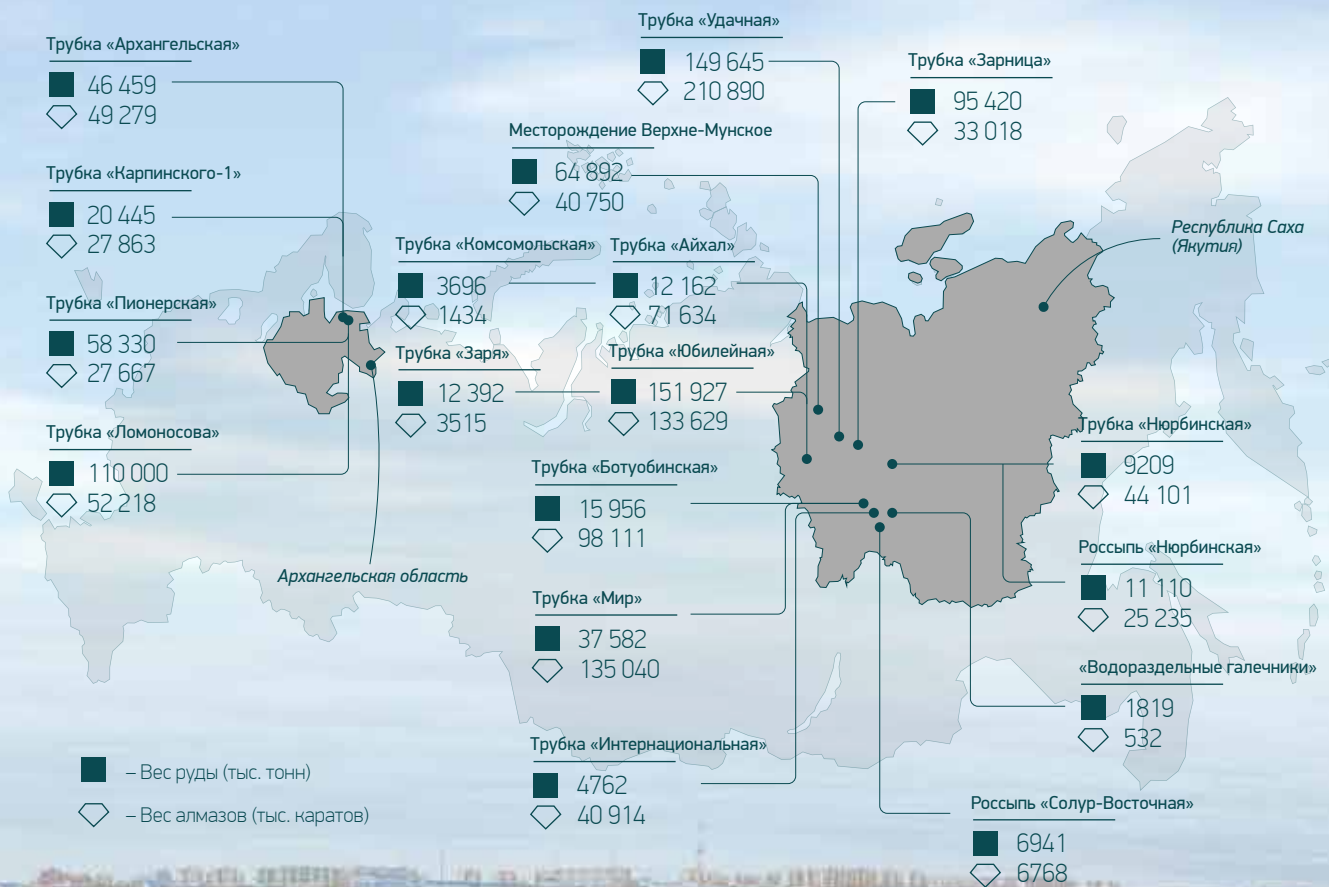 Трубка «Архангельская»
46 459
49 279
Трубка «Карпинского-1»
20 445
27 863
Трубка «Пионерская»
58 330
27 667
Трубка «Ломоносова»
110 000
52 218
Трубка «Удачная»
149 645
210 890
Месторождение Верхне-Мунское
64 892
40 750
Трубка «Зарница»
95 420
33 018
Трубка «Комсомольская»
3696
1434
Трубка «Айхал»
12 162
71 634
Трубка «Заря»
12 392
3515
Трубка «Юбилейная»
151 927
133 629
Трубка «Ботуобинская»
15 956
98 111
Трубка «Мир»
37 582
135 040
Трубка «Интернациональная»
4762
40 914
Республика Саха
(Якутия)
Трубка «Нюрбинская»
9209
44 101
Россыпь «Нюрбинская»
11 110
25 235
«Водораздельные галечники»
1819
532
Россыпь «Солур-Восточная»
6941
6768
Архангельская область
– Вес руды (тыс. тонн)
– Вес алмазов (тыс. каратов)